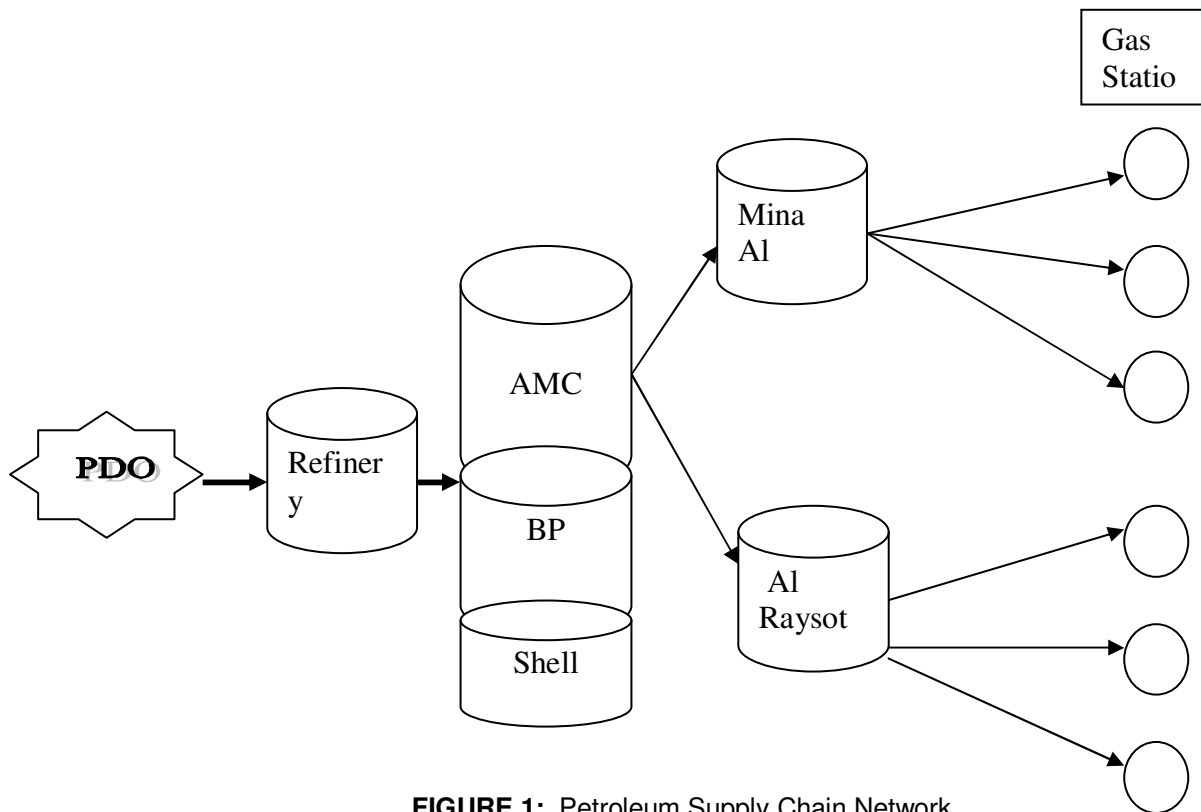 Gas
Statio
Mina
Al
AMC
PDO
Refiner
y
BP
Al
Raysot
Shell
FIGURE 1: Petroleum Supply Chain Network